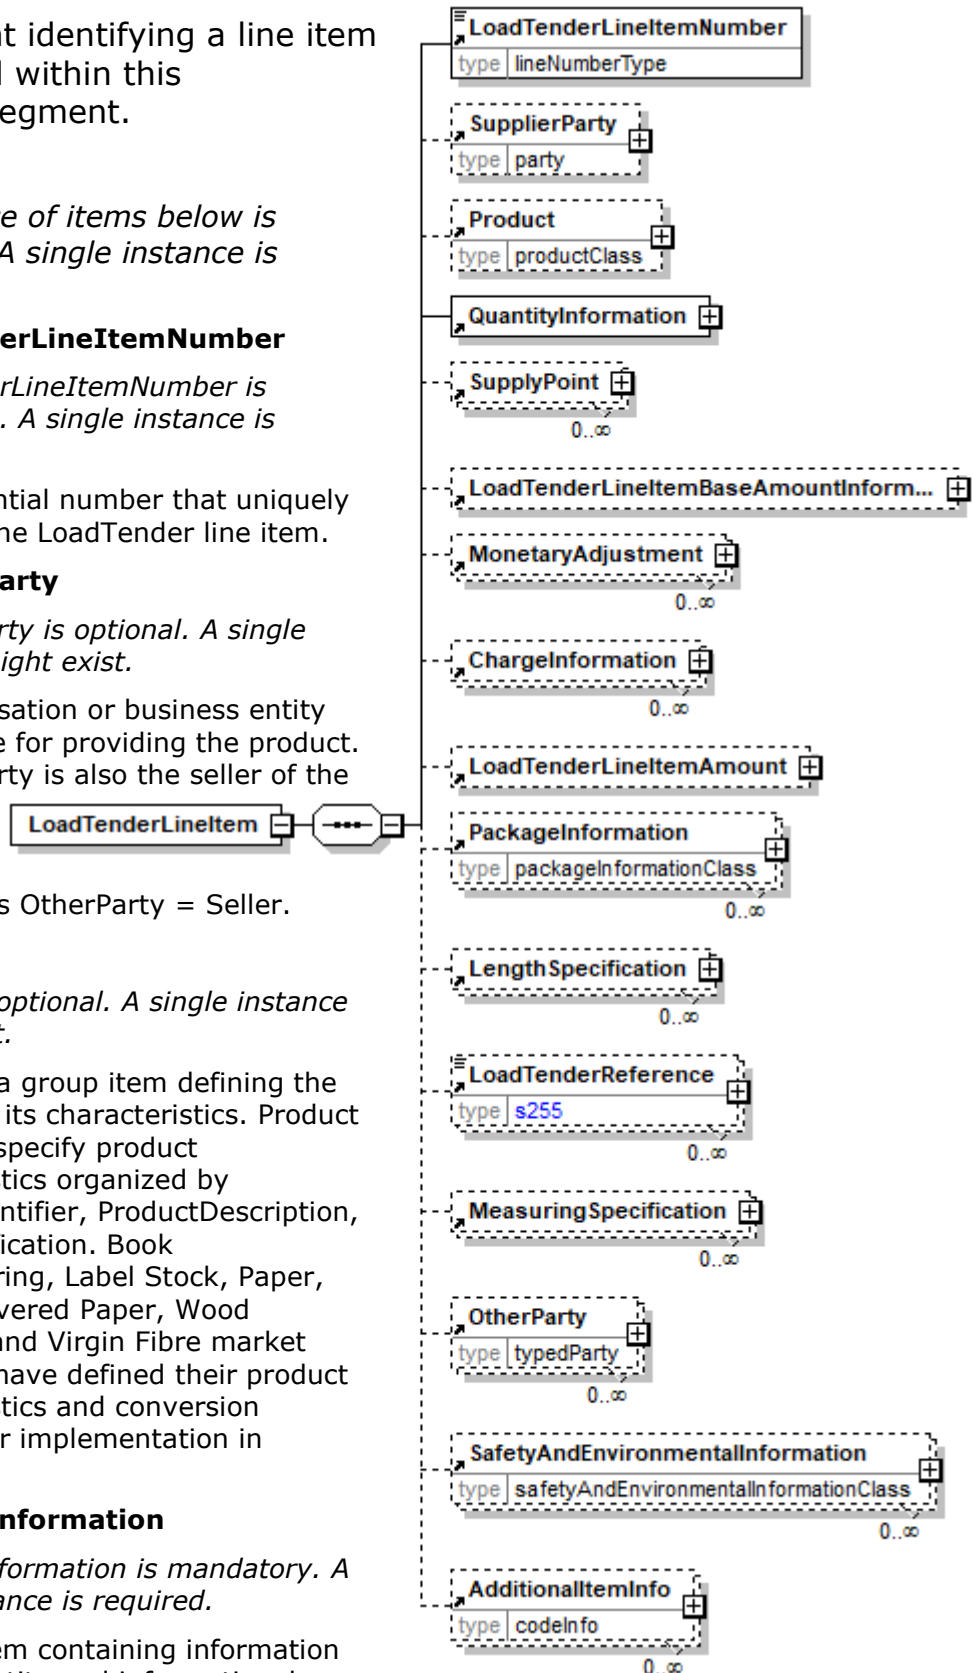 t identifying a line item
l within this
egment.
e of items below is
A single instance is
erLineItemNumber
rLineItemNumber is
. A single instance is
ntial number that uniquely
ne LoadTender line item.
arty
rty is optional. A single
ight exist.
sation or business entity
e for providing the product.
rty is also the seller of the
s OtherParty = Seller.
optional. A single instance
t.
a group item defining the
its characteristics. Product
specify product
stics organized by
ntifier, ProductDescription,
fication. Book
ring, Label Stock, Paper,
vered Paper, Wood
and Virgin Fibre market
have defined their product
stics and conversion
r implementation in
nformation
formation is mandatory. A
ance is required.
em containing information
LoadTenderLineItem
LoadTenderLineItemNumber
type lineNumberType
SupplierParty
type party
Product
type productClass
QuantityInformation
SupplyPoint
0..∞
LoadTenderLineItemBaseAmountInform...
MonetaryAdjustment
0..∞
ChargeInformation
0..∞
LoadTenderLineItemAmount
PackageInformation
type packageInformationClass
0..∞
LengthSpecification
0..∞
LoadTenderReference
type s255
0..∞
MeasuringSpecification
0..∞
OtherParty
type typedParty
0..∞
SafetyAndEnvironmentalInformation
type safetyAndEnvironmentalInformationClass
0..∞
AdditionalItemInfo
type codeInfo
0..∞